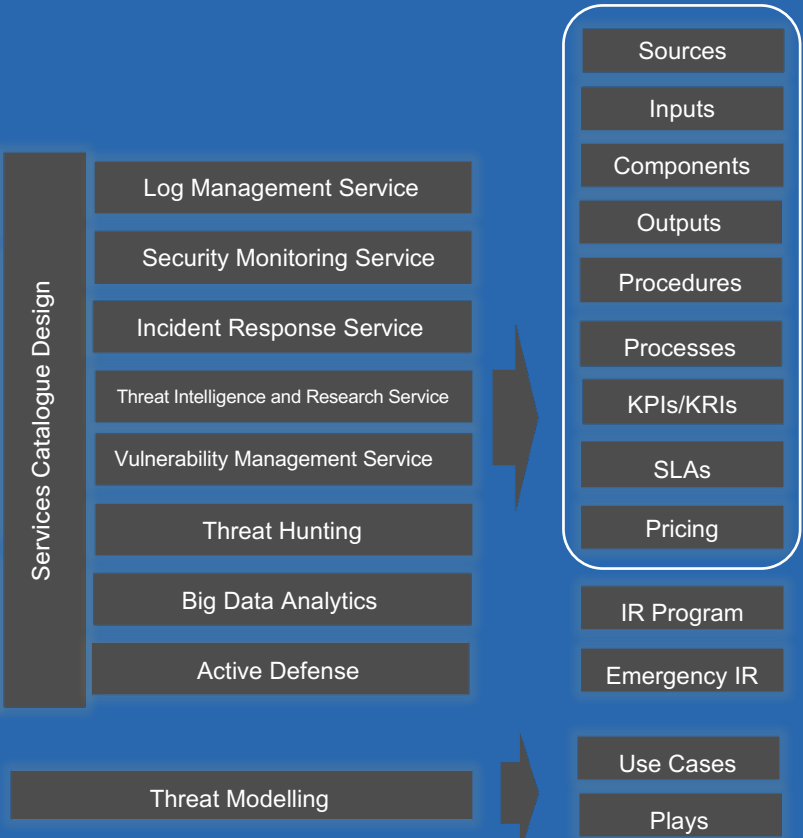 Services Catalogue Design
Log Management Service
Security Monitoring Service
Incident Response Service
Threat Intelligence and Research Service
Vulnerability Management Service
Threat Hunting
Big Data Analytics
Active Defense
Sources
Inputs
Components
Outputs
Procedures
Processes
KPIs/KRIs
SLAs
Pricing
IR Program
Emergency IR
Threat Modelling
Use Cases
Plays